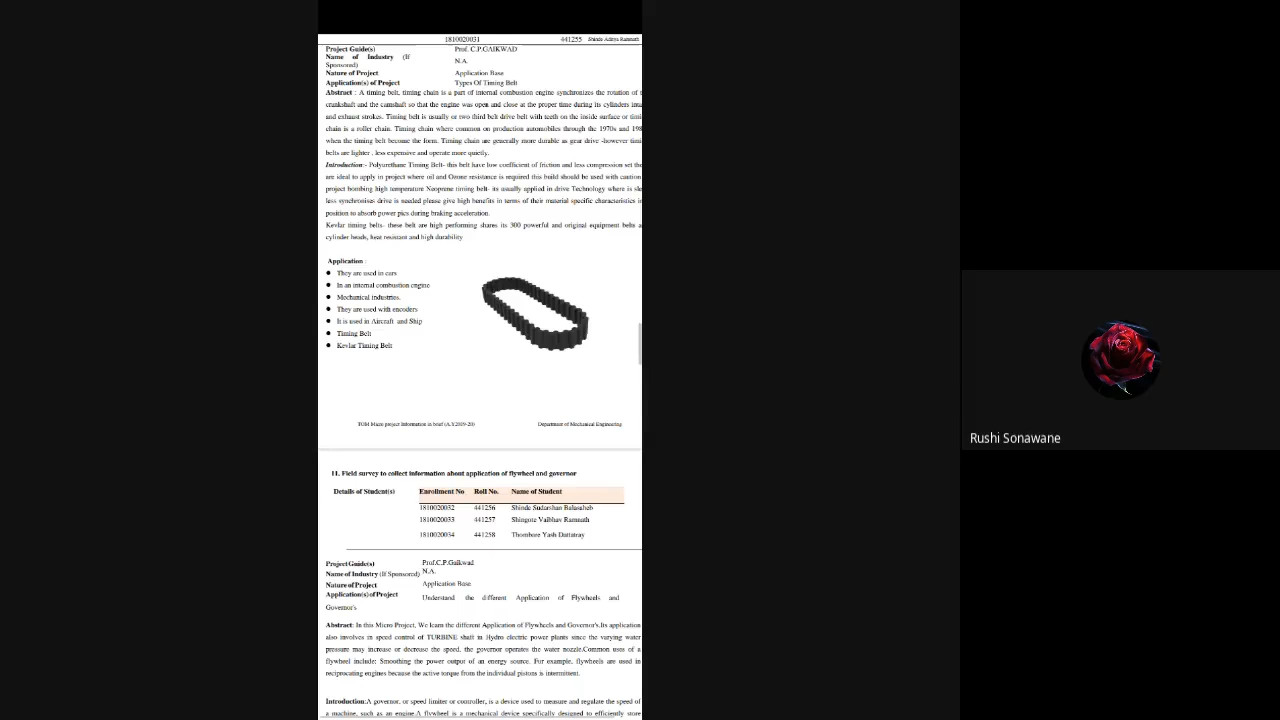 1810020031 441255 Shinde Aditya Ramnath
Project Guide(s) Prof. C.P.GAIKWAD
Name of Industry (If
Sponsored) N.A.
Nature of Project Application Base
Application(s) of Project Types Of Timing Belt
Abstract : A timing belt, timing chain is a part of internal combustion engine synchronizes the rotation of t
crankshaft and the camshaft so that the engine was open and close at the proper time during its cylinders inta
and exhaust strokes. Timing belt is usually or two third belt drive belt with teeth on the inside surface or timi
chain is a roller chain. Timing chain where common on production automobiles through the 1970s and 198
when the timing belt become the form. Timing chain are generally more durable as gear drive -however timi
belts are lighter , less expensive and operate more quietly.
Introduction:- Polyurethane Timing Belt- this belt have low coefficient of friction and less compression set the
are ideal to apply in project where oil and Ozone resistance is required this build should be used with caution
project bombing high temperature Neoprene timing belt- its usually applied in drive Technology where is sle
less synchronises drive is needed please give high benefits in terms of their material specific characteristics in
position to absorb power pics during braking acceleration.
Kevlar timing belts- these belt are high performing shares its 300 powerful and original equipment belts a
cylinder heads, heat resistant and high durability
Application :
● They are used in cars
● In an internal combustion engine
● Mechanical industries.
● They are used with encoders
● It is used in Aircraft and Ship
● Timing Belt
● Kevlar Timing Belt
TOM Macro project Information in brief (A.Y.2019-20) Department of Mechanical Engineering
11. Field survey to collect information about application of flywheel and governor
Details of Student(s) Enrollment No Roll No. Name of Student
1810020032 441256 Shinde Sudarshan Balasaheb
1810020033 441257 Shingote Vaibhav Ramnath
1810020034 441258 Thombore Yash Dattatray
Project Guide(s) Prof.C.P.Gaikwad
Name of Industry (If Sponsored) N.A.
Nature of Project Application Base
Application(s) of Project Understand the different Application of Flywheels and
Governor's
Abstract: In this Micro Project, We learn the different Application of Flywheels and Governor's.Its application
also involves in speed control of TURBINE shaft in Hydro electric power plants since the varying water
pressure may increase or decrease the speed, the governor operates the water nozzle.Common uses of a
flywheel include: Smoothing the power output of an energy source. For example, flywheels are used in
reciprocating engines because the active torque from the individual pistons is intermittent.
Introduction:A governor, or speed limiter or controller, is a device used to measure and regulate the speed of
a machine, such as an engine.A flywheel is a mechanical device specifically designed to efficiently store
Rushi Sonawane